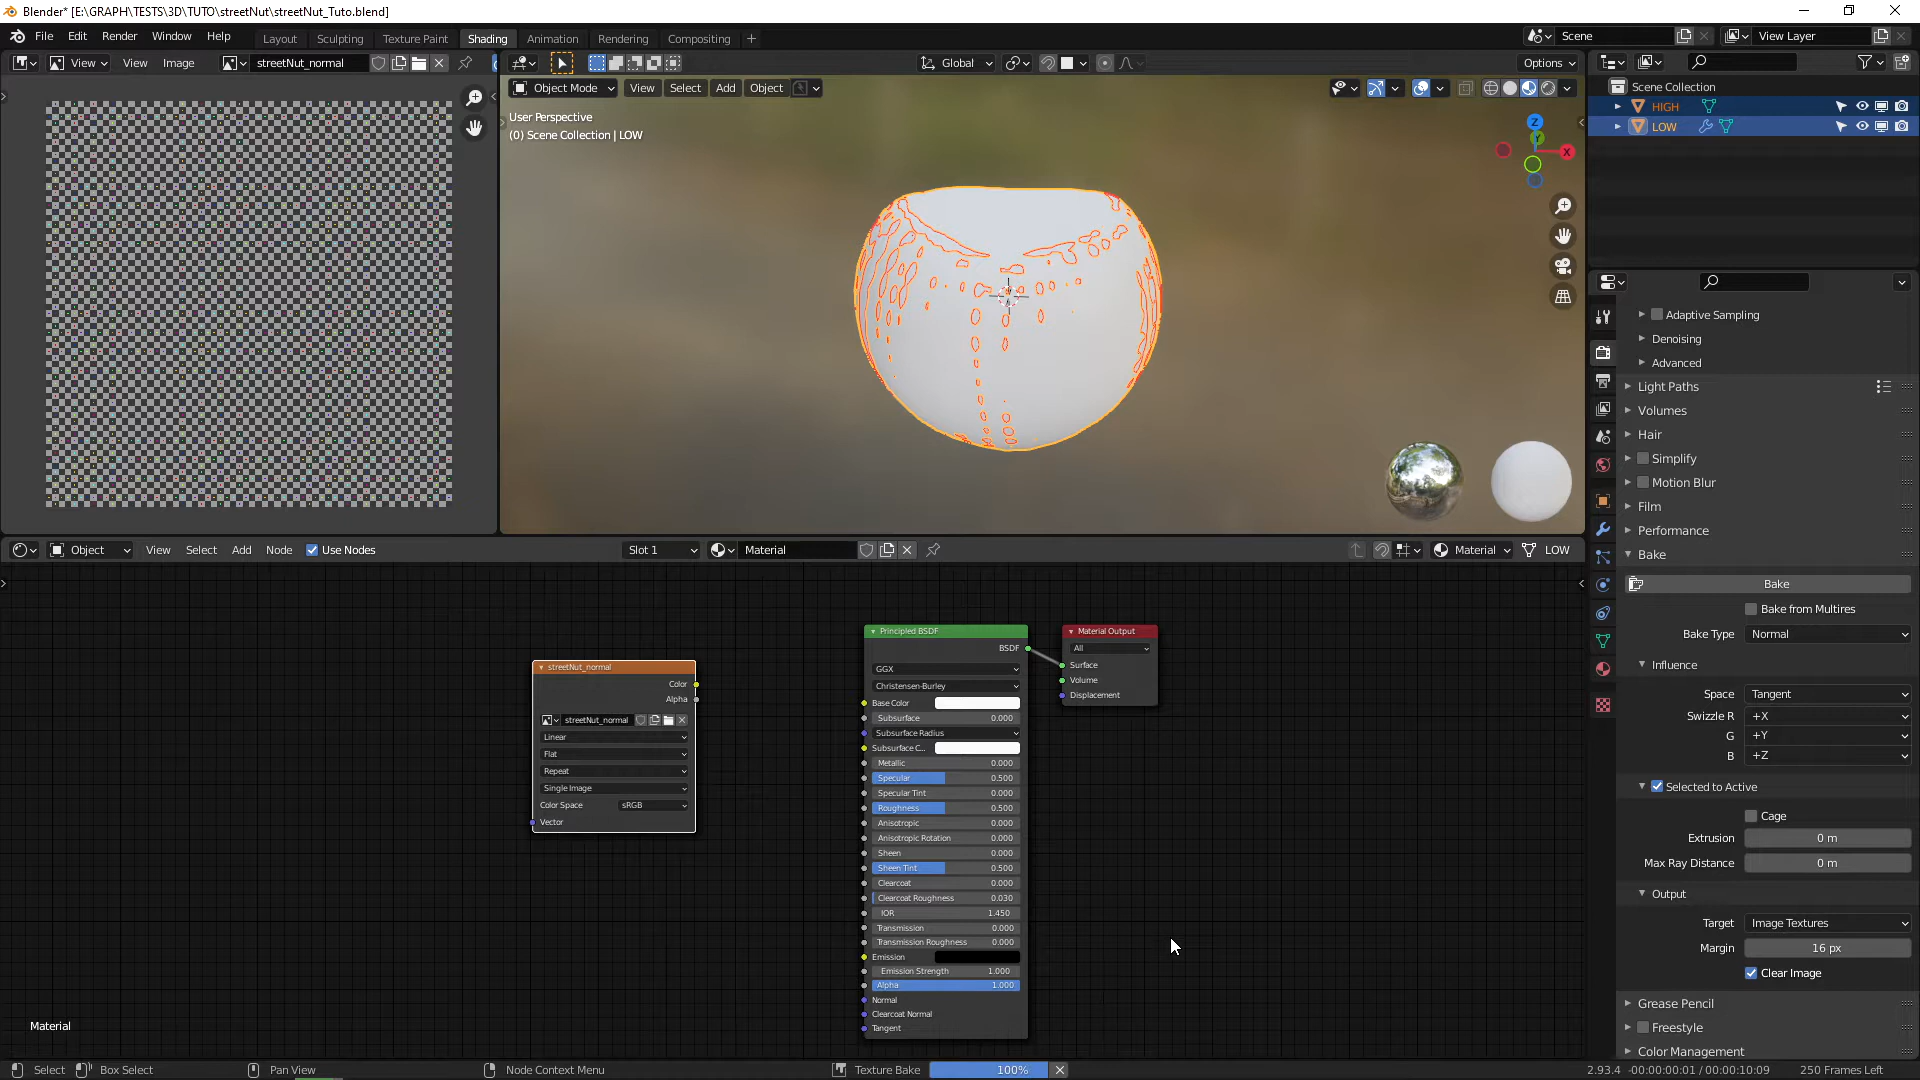 Blender* [E:\GRAPH\TESTS\3D\TUTO\streetNut\streetNut_Tuto.blend]
File Edit Render Window Help Layout Sculpting Texture Paint Shading Animation Rendering Compositing + Scene View Layer
View View Image streetNut_normal Global Options
Object Mode View Select Add Object
User Perspective
(0) Scene Collection | LOW
Z
Y
X
Scene Collection
HIGH
LOW
Adaptive Sampling
Denoising
Advanced
Light Paths
Volumes
Hair
Simplify
Motion Blur
Film
Performance
Bake
Bake
Bake from Multires
Bake Type Normal
Influence
Space Tangent
Swizzle R +X
G +Y
B +Z
Selected to Active
Cage
Extrusion 0 m
Max Ray Distance 0 m
Output
Target Image Textures
Margin 16 px
Clear Image
Grease Pencil
Freestyle
Color Management
Object View Select Add Node Use Nodes Slot 1 Material Material LOW
streetNut_normal
Color
Alpha
streetNut_normal
Linear
Flat
Repeat
Single Image
Color Space sRGB
Vector
Principled BSDF
BSDF
GGX
Christensen-Burley
Base Color
Subsurface 0.000
Subsurface Radius
Subsurface C...
Metallic 0.000
Specular 0.500
Specular Tint 0.000
Roughness 0.500
Anisotropic 0.000
Anisotropic Rotation 0.000
Sheen 0.000
Sheen Tint 0.500
Clearcoat 0.000
Clearcoat Roughness 0.030
IOR 1.450
Transmission 0.000
Transmission Roughness 0.000
Emission
Emission Strength 1.000
Alpha 1.000
Normal
Clearcoat Normal
Tangent
Material Output
All
Surface
Volume
Displacement
Material
Select Box Select Pan View Node Context Menu Texture Bake 100% 2.93.4 -00:00:00:01 / 00:00:10:09 250 Frames Left